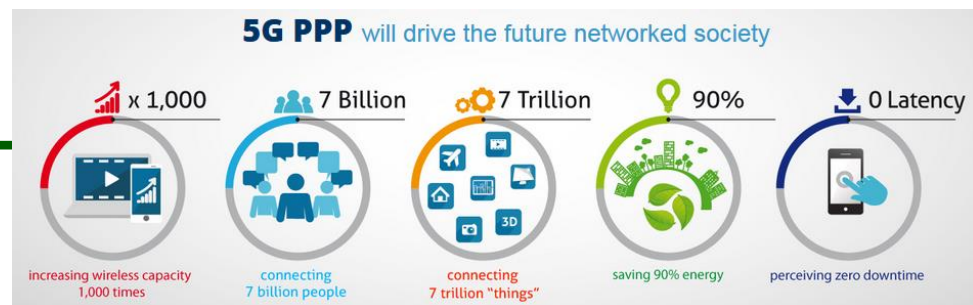 5G PPP will drive the future networked society
x 1,000
7 Billion
7 Trillion
90%
0 Latency
3D
increasing wireless capacity
1,000 times
connecting
7 billion people
connecting
7 trillion "things"
saving 90% energy
perceiving zero downtime